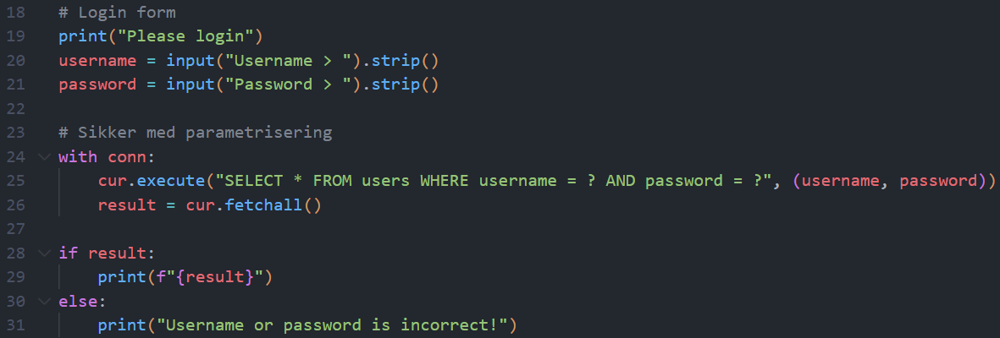 18 # Login form
19 print("Please login")
20 username = input("Username > ").strip()
21 password = input("Password > ").strip()
22
23 # Sikker med parametrisering
24 with conn:
25     cur.execute("SELECT * FROM users WHERE username = ? AND password = ?", (username, password))
26     result = cur.fetchall()
27
28 if result:
29     print(f"{result}")
30 else:
31     print("Username or password is incorrect!")